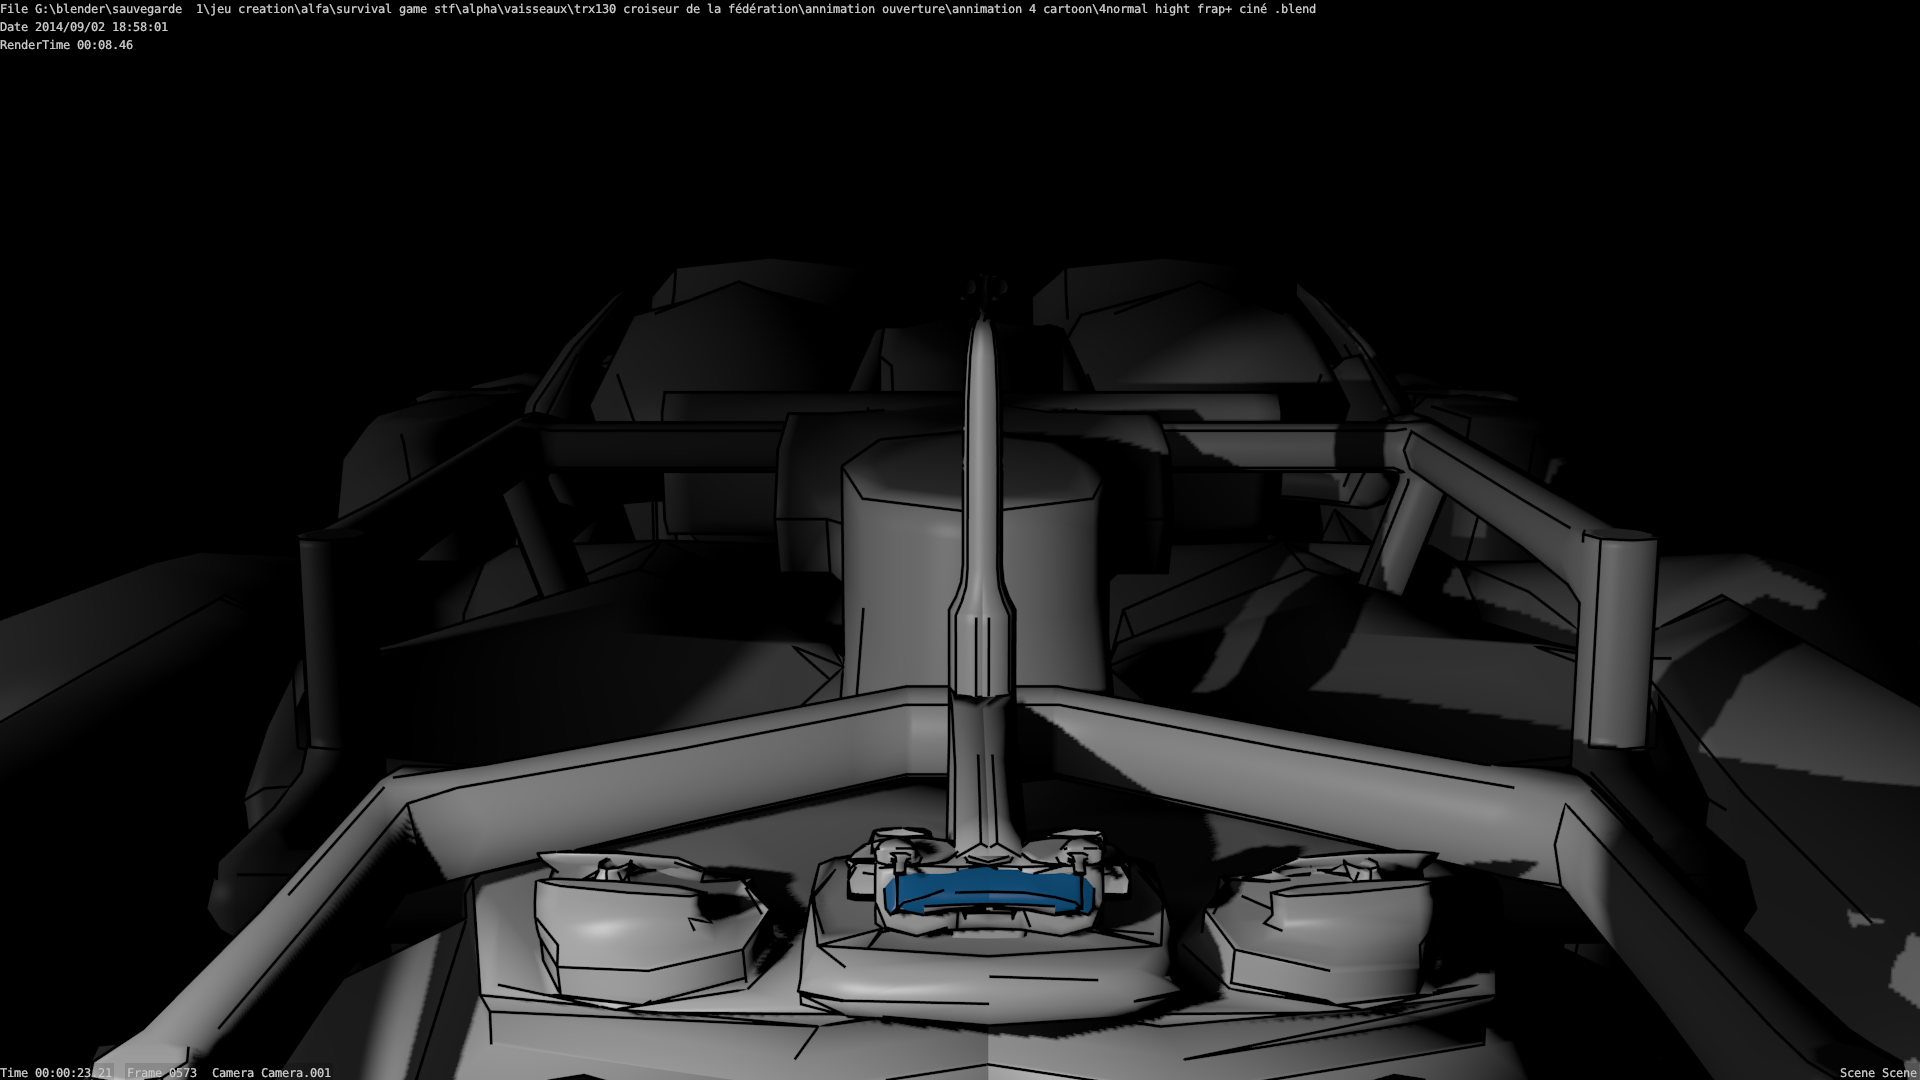 File G:\blender\sauvegarde  1\jeu creation\alfa\survival game stf\alpha\vaisseaux\trx130 croiseur de la fédération\annimation ouverture\annimation 4 cartoon\4normal hight frap+ ciné .blend
Date 2014/09/02 18:58:01
RenderTime 00:08.46
Time 00:00:23.21  Frame 0573  Camera Camera.001  Scene Scene